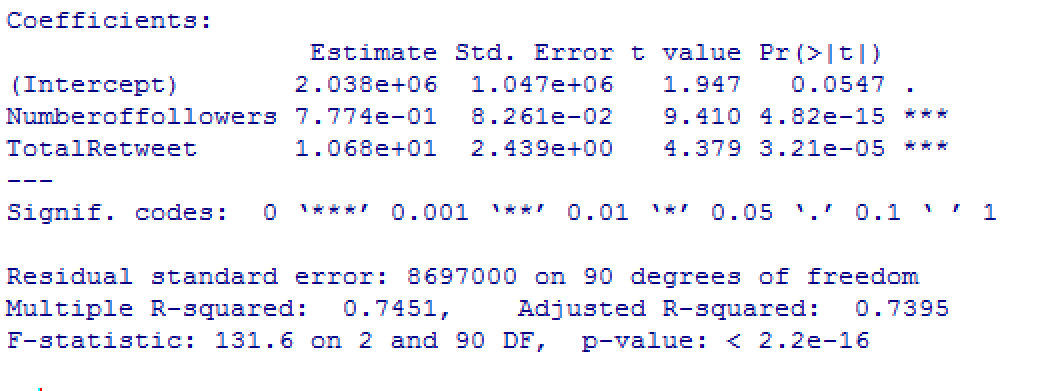 Coefficients:
Estimate Std. Error t value Pr(>|t|)
(Intercept) 2.038e+06 1.047e+06 1.947 0.0547 .
Numberoffollowers 7.774e-01 8.261e-02 9.410 4.82e-15 ***
TotalRetweet 1.068e+01 2.439e+00 4.379 3.21e-05 ***
---
Signif. codes: 0 ‘***’ 0.001 ‘**’ 0.01 ‘*’ 0.05 ‘.’ 0.1 ‘ ’ 1
Residual standard error: 8697000 on 90 degrees of freedom
Multiple R-squared: 0.7451, Adjusted R-squared: 0.7395
F-statistic: 131.6 on 2 and 90 DF, p-value: < 2.2e-16